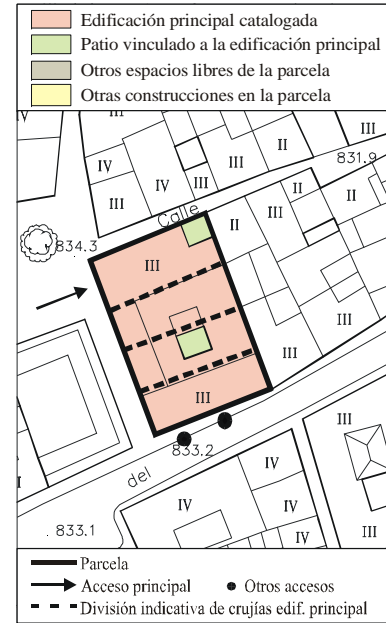 Edificación principal catalogada
Patio vinculado a la edificación principal
Otros espacios libres de la parcela
Otras construcciones en la parcela
IV
IV
III
III
II
III
831.9
III
IV
III
II
II
III
II
Calle
834.3
III
III
III
III
III
833.2
del
833.1
IV
IV
IV
III
III
Parcela
Acceso principal
Otros accesos
División indicativa de crujías edif. principal